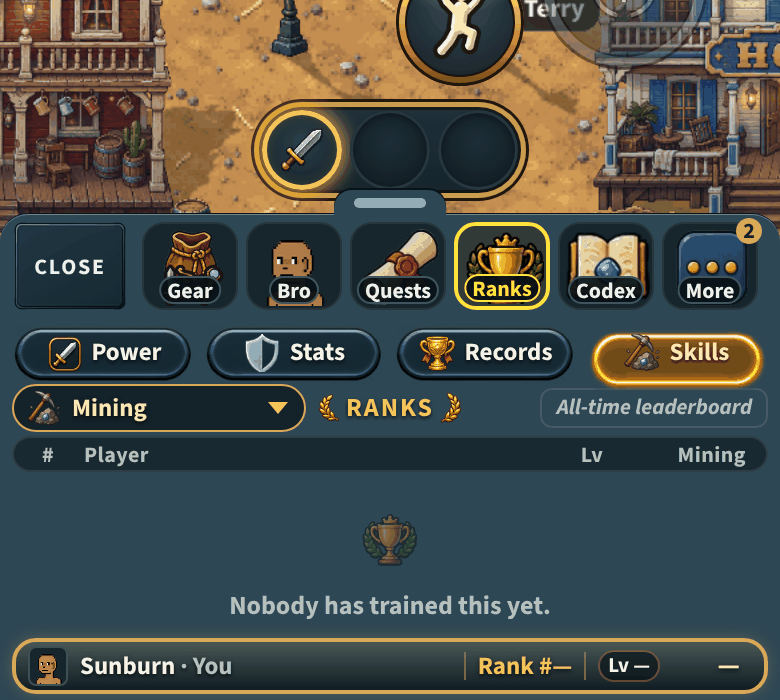 Terry
HO
CLOSE
Gear
Bro
Quests
Ranks
Codex
2
More
Power
Stats
Records
Skills
Mining
RANKS
All-time leaderboard
# Player Lv Mining
Nobody has trained this yet.
Sunburn · You Rank #— Lv — —